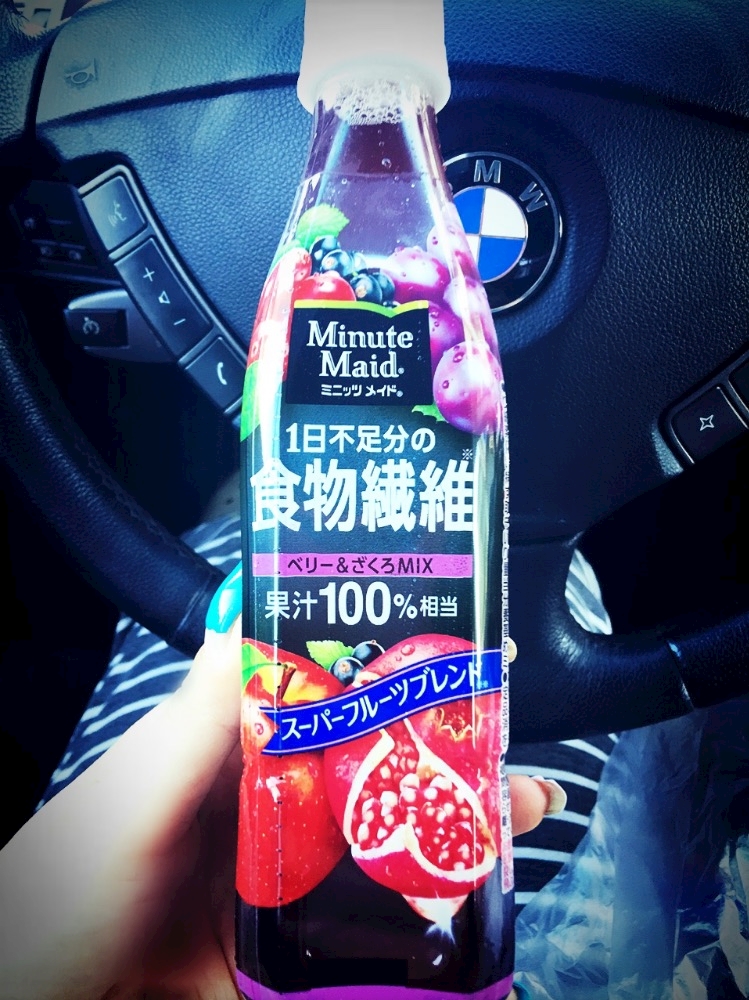 M W
Minute
Maid®
ミニッツ メイド®
1日不足分の
食物繊維※
ベリー&ざくろMIX
果汁100%相当
スーパーフルーツブレンド